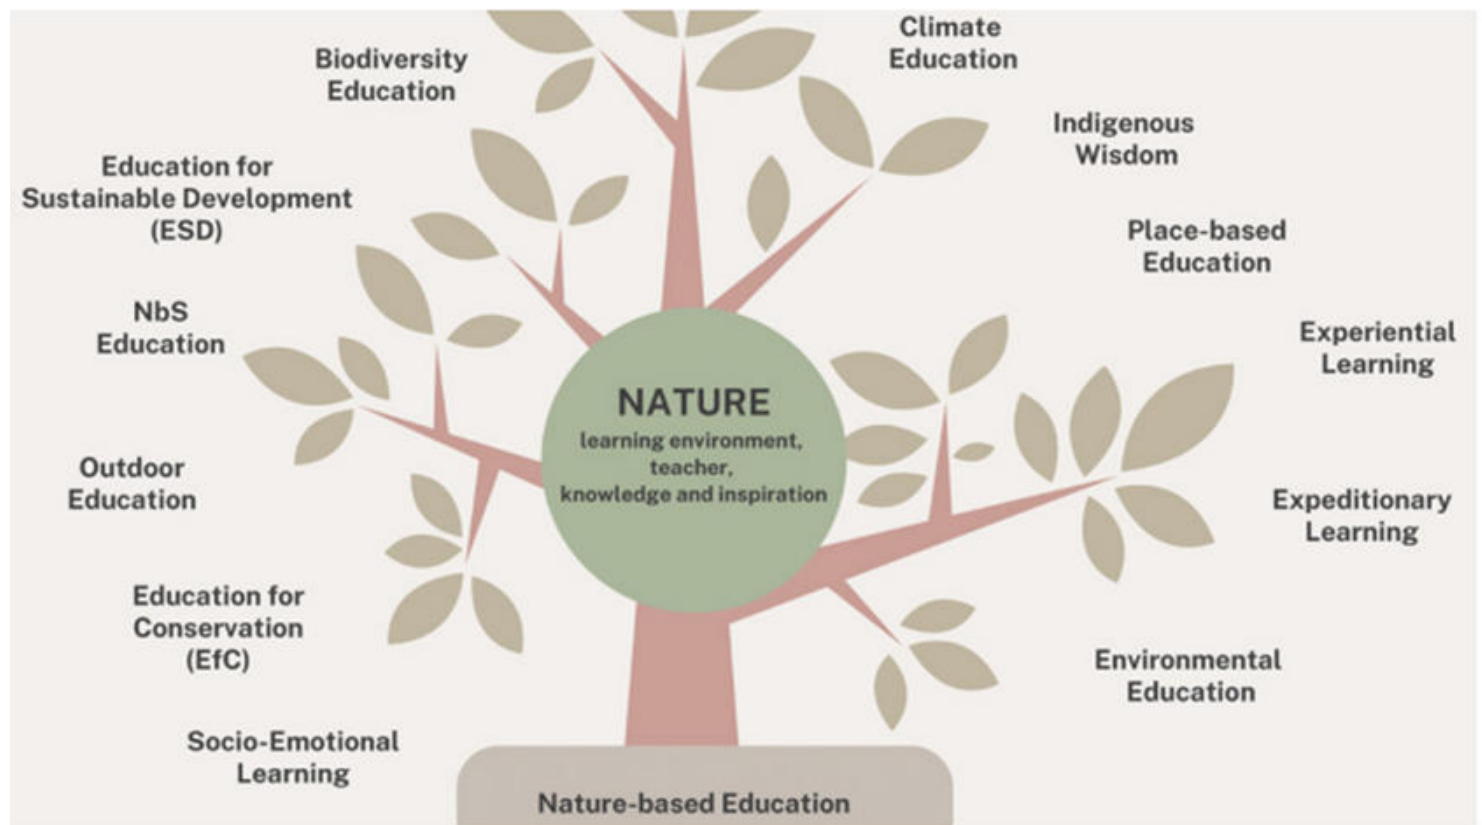 Climate
Education
Biodiversity
Education
Indigenous
Wisdom
Education for
Sustainable Development
(ESD)
Place-based
Education
NbS
Education
Experiential
Learning
NATURE
learning environment,
teacher,
knowledge and inspiration
Outdoor
Education
Expeditionary
Learning
Education for
Conservation
(EfC)
Environmental
Education
Socio-Emotional
Learning
Nature-based Education